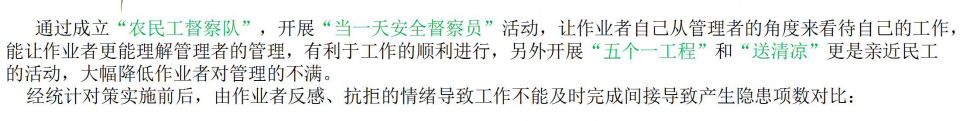 通过成立“农民工督察队”，开展“当一天安全督察员”活动，让作业者自己从管理者的角度来看待自己的工作，
能让作业者更能理解管理者的管理，有利于工作的顺利进行，另外开展“五个一工程”和“送清凉”更是亲近民工
的活动，大幅降低作业者对管理的不满。
经统计对策实施前后，由作业者反感、抗拒的情绪导致工作不能及时完成间接导致产生隐患项数对比：